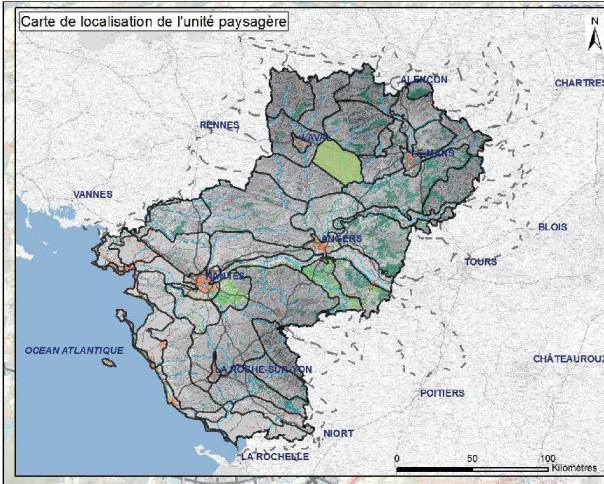 Carte de localisation de l'unité paysagère
N
ALENÇON
CHARTRES
RENNES
LAVAL
LE MANS
VANNES
BLOIS
ANGERS
TOURS
NANTES
OCEAN ATLANTIQUE
CHÂTEAUROUX
LA ROCHE-SUR-YON
POITIERS
NIORT
LA ROCHELLE
0 50 100
Kilomètres